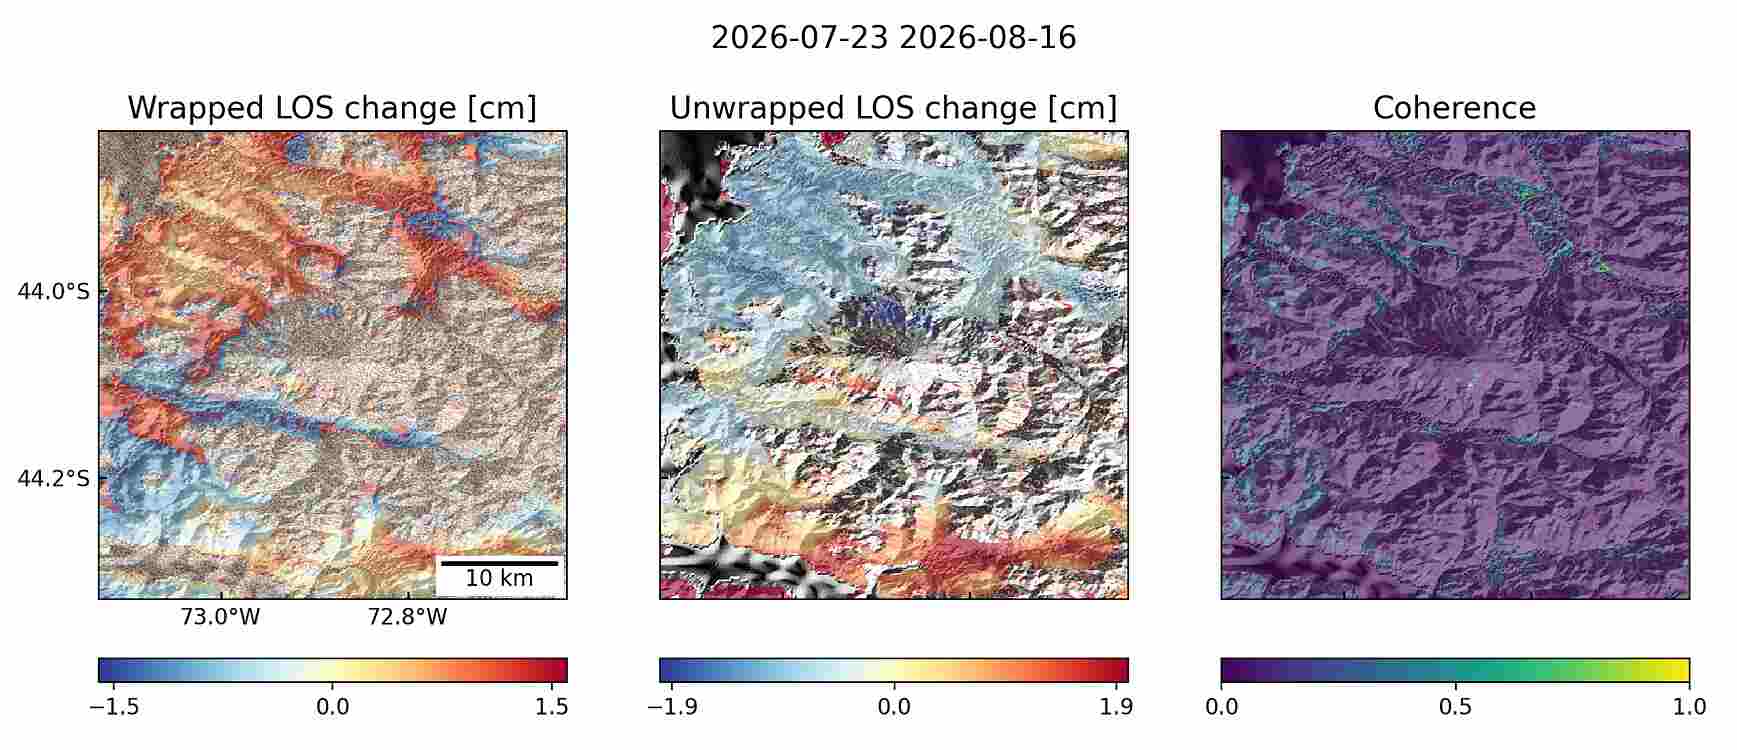 2026-07-23 2026-08-16
Wrapped LOS change [cm]
Unwrapped LOS change [cm]
Coherence
44.0°S
44.2°S
10 km
73.0°W
72.8°W
−1.5
0.0
1.5
−1.9
0.0
1.9
0.0
0.5
1.0